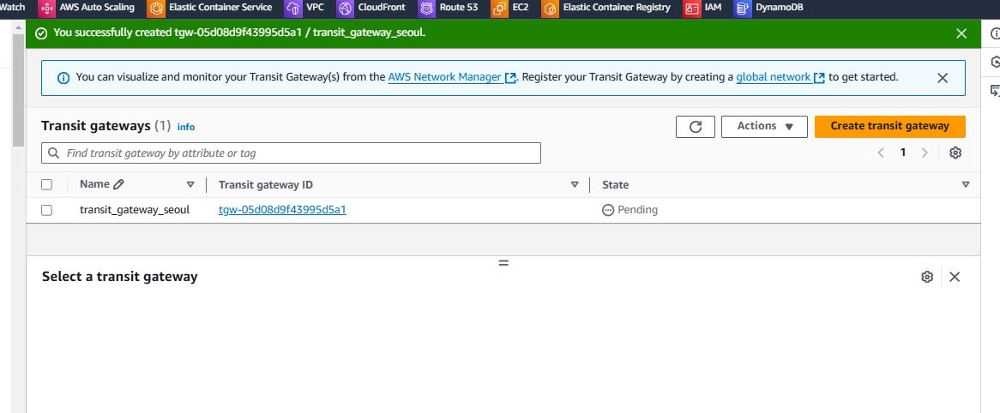 Watch AWS Auto Scaling Elastic Container Service VPC CloudFront Route 53 EC2 Elastic Container Registry IAM DynamoDB
You successfully created tgw-05d08d9f43995d5a1 / transit_gateway_seoul.
You can visualize and monitor your Transit Gateway(s) from the AWS Network Manager. Register your Transit Gateway by creating a global network to get started.
Transit gateways (1) info Actions Create transit gateway
Find transit gateway by attribute or tag 1
Name Transit gateway ID State
transit_gateway_seoul tgw-05d08d9f43995d5a1 Pending
Select a transit gateway